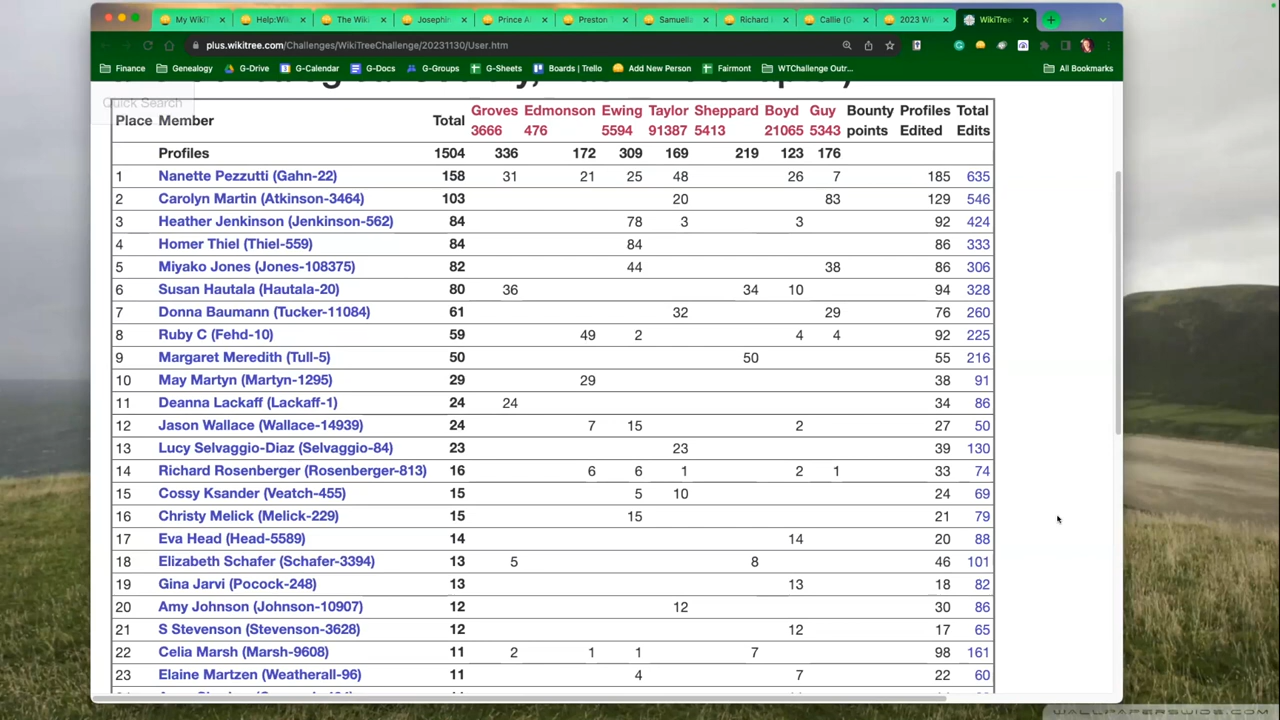 My WikiT
Help:Wik
The Wiki
Josephin
Prince Al
Preston
Samuella
Richard
Callie (G
2023 Wi
WikiTree
plus.wikitree.com/Challenges/WikiTreeChallenge/20231130/User.htm
Finance Genealogy G-Drive G-Calendar G-Docs G-Groups G-Sheets Boards | Trello Add New Person Fairmont WTChallenge Outr... All Bookmarks
Quick Search
Place Member Total Groves 3666 Edmonson 476 Ewing 5594 Taylor 91387 Sheppard 5413 Boyd 21065 Guy 5343 Bounty points Profiles Edited Total Edits
Profiles 1504 336 172 309 169 219 123 176
1 Nanette Pezzutti (Gahn-22) 158 31 21 25 48 26 7 185 635
2 Carolyn Martin (Atkinson-3464) 103 20 83 129 546
3 Heather Jenkinson (Jenkinson-562) 84 78 3 3 92 424
4 Homer Thiel (Thiel-559) 84 84 86 333
5 Miyako Jones (Jones-108375) 82 44 38 86 306
6 Susan Hautala (Hautala-20) 80 36 34 10 94 328
7 Donna Baumann (Tucker-11084) 61 32 29 76 260
8 Ruby C (Fehd-10) 59 49 2 4 4 92 225
9 Margaret Meredith (Tull-5) 50 50 55 216
10 May Martyn (Martyn-1295) 29 29 38 91
11 Deanna Lackaff (Lackaff-1) 24 24 34 86
12 Jason Wallace (Wallace-14939) 24 7 15 2 27 50
13 Lucy Selvaggio-Diaz (Selvaggio-84) 23 23 39 130
14 Richard Rosenberger (Rosenberger-813) 16 6 6 1 2 1 33 74
15 Cossy Ksander (Veatch-455) 15 5 10 24 69
16 Christy Melick (Melick-229) 15 15 21 79
17 Eva Head (Head-5589) 14 14 20 88
18 Elizabeth Schafer (Schafer-3394) 13 5 8 46 101
19 Gina Jarvi (Pocock-248) 13 13 18 82
20 Amy Johnson (Johnson-10907) 12 12 30 86
21 S Stevenson (Stevenson-3628) 12 12 17 65
22 Celia Marsh (Marsh-9608) 11 2 1 1 7 98 161
23 Elaine Martzen (Weatherall-96) 11 4 7 22 60
WALLPAPERSWIDE.COM